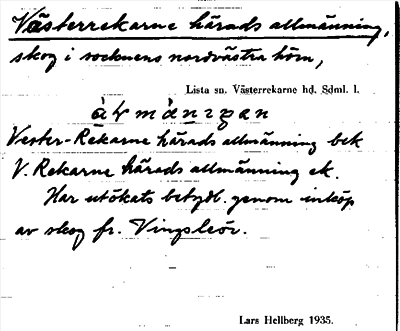 Västerrekarne härads allmänning,
skog i socknens nordvästra hörn,
Lista sn. Västerrekarne hd. Sdml. l.
Vester-Rekarne härads allmänning bek
V. Rekarne härads allmänning ek.
Har utökats betydl. genom inköp
av skog fr. Vingsleör.
Lars Hellberg 1935.